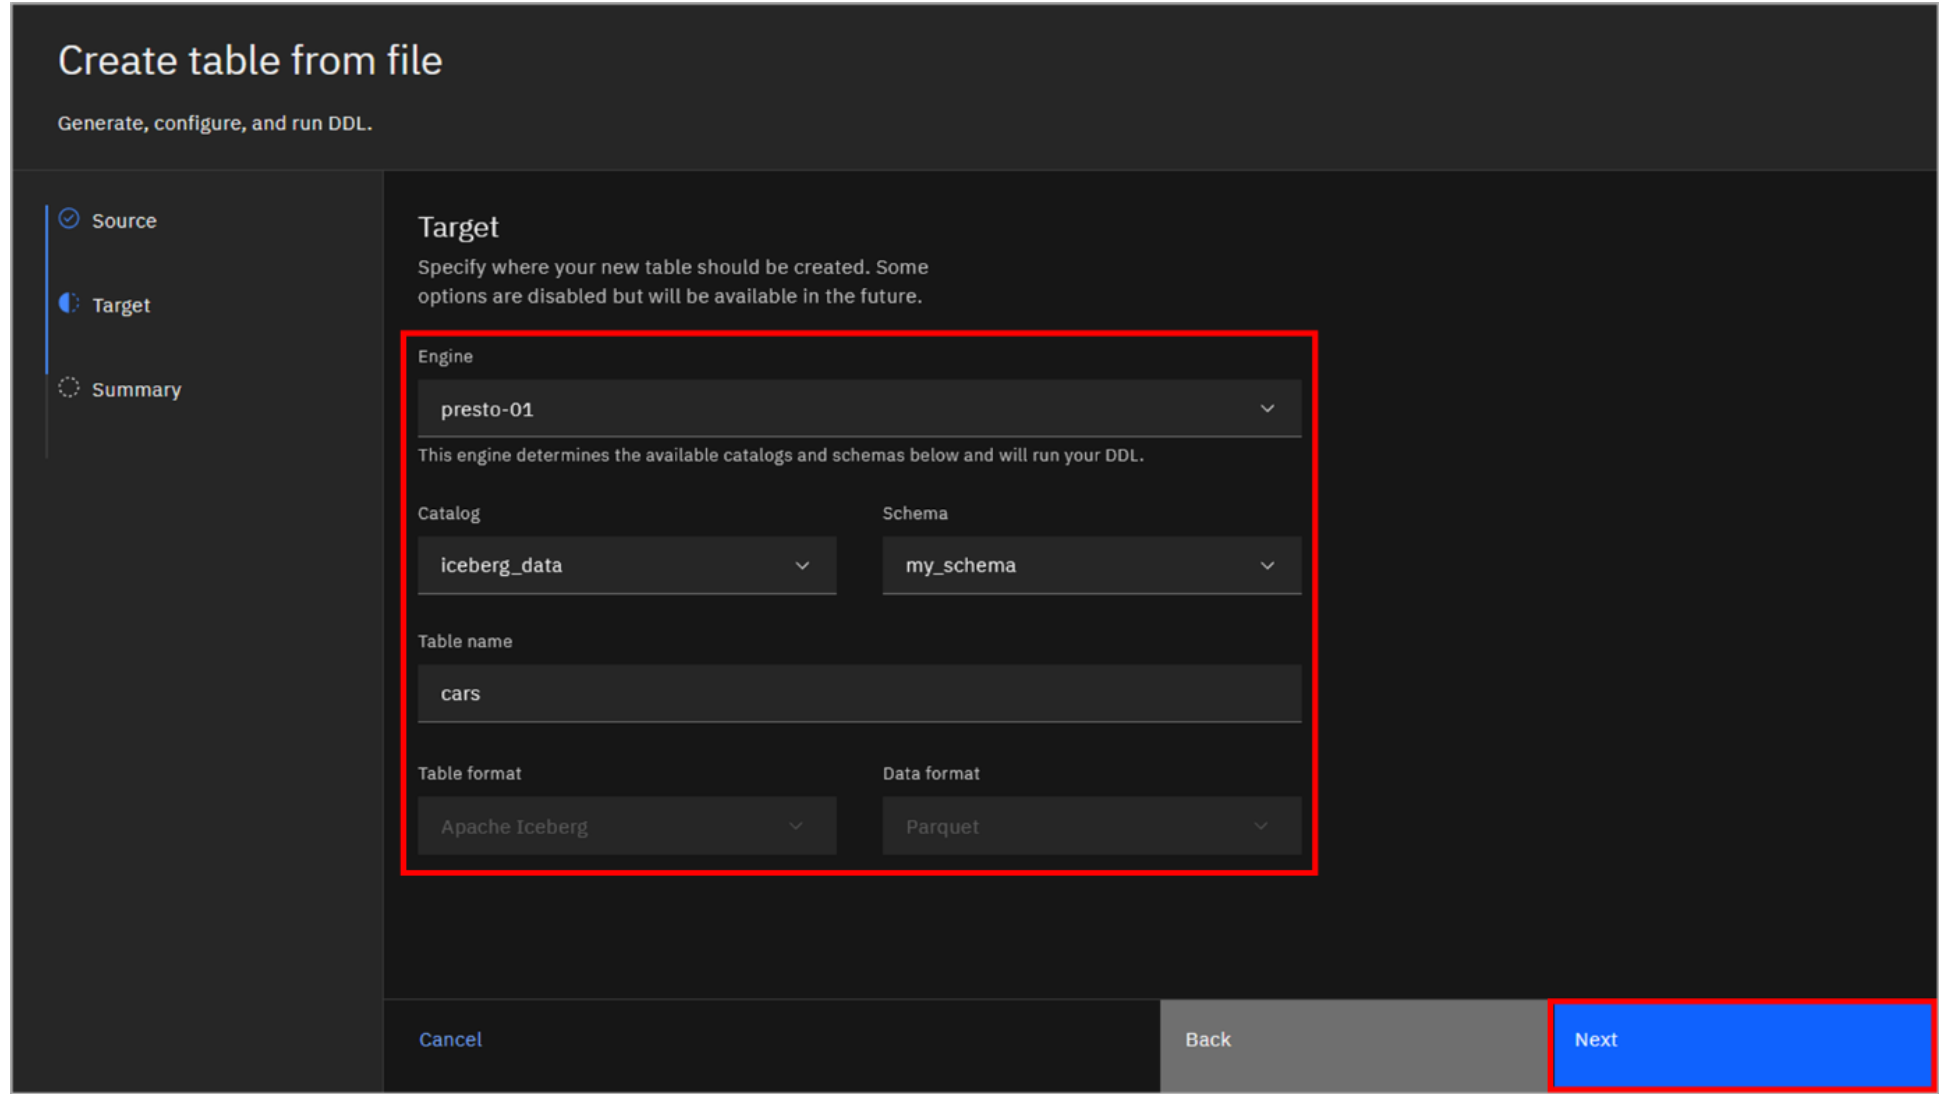 Create table from file
Generate, configure, and run DDL.
Source
Target
Summary
Target
Specify where your new table should be created. Some
options are disabled but will be available in the future.
Engine
presto-01
This engine determines the available catalogs and schemas below and will run your DDL.
Catalog
Schema
iceberg_data
my_schema
Table name
cars
Table format
Data format
Apache Iceberg
Parquet
Cancel
Back
Next